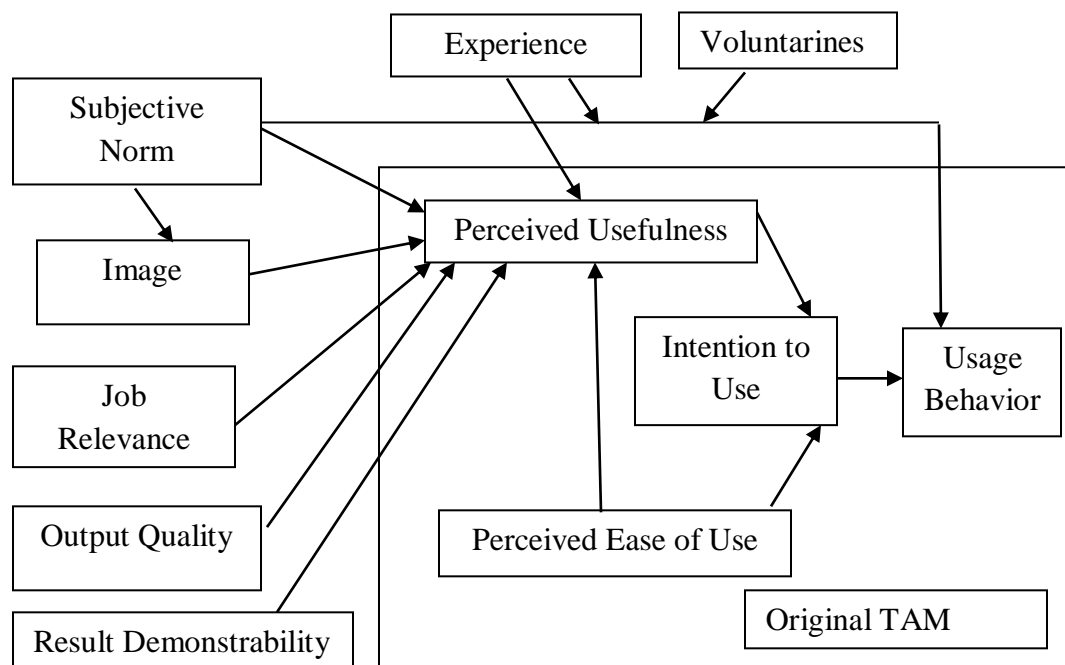 Experience
Voluntarines
Subjective
Norm
Perceived Usefulness
Image
Intention to
Use
Usage
Behavior
Job
Relevance
Output Quality
Perceived Ease of Use
Original TAM
Result Demonstrability